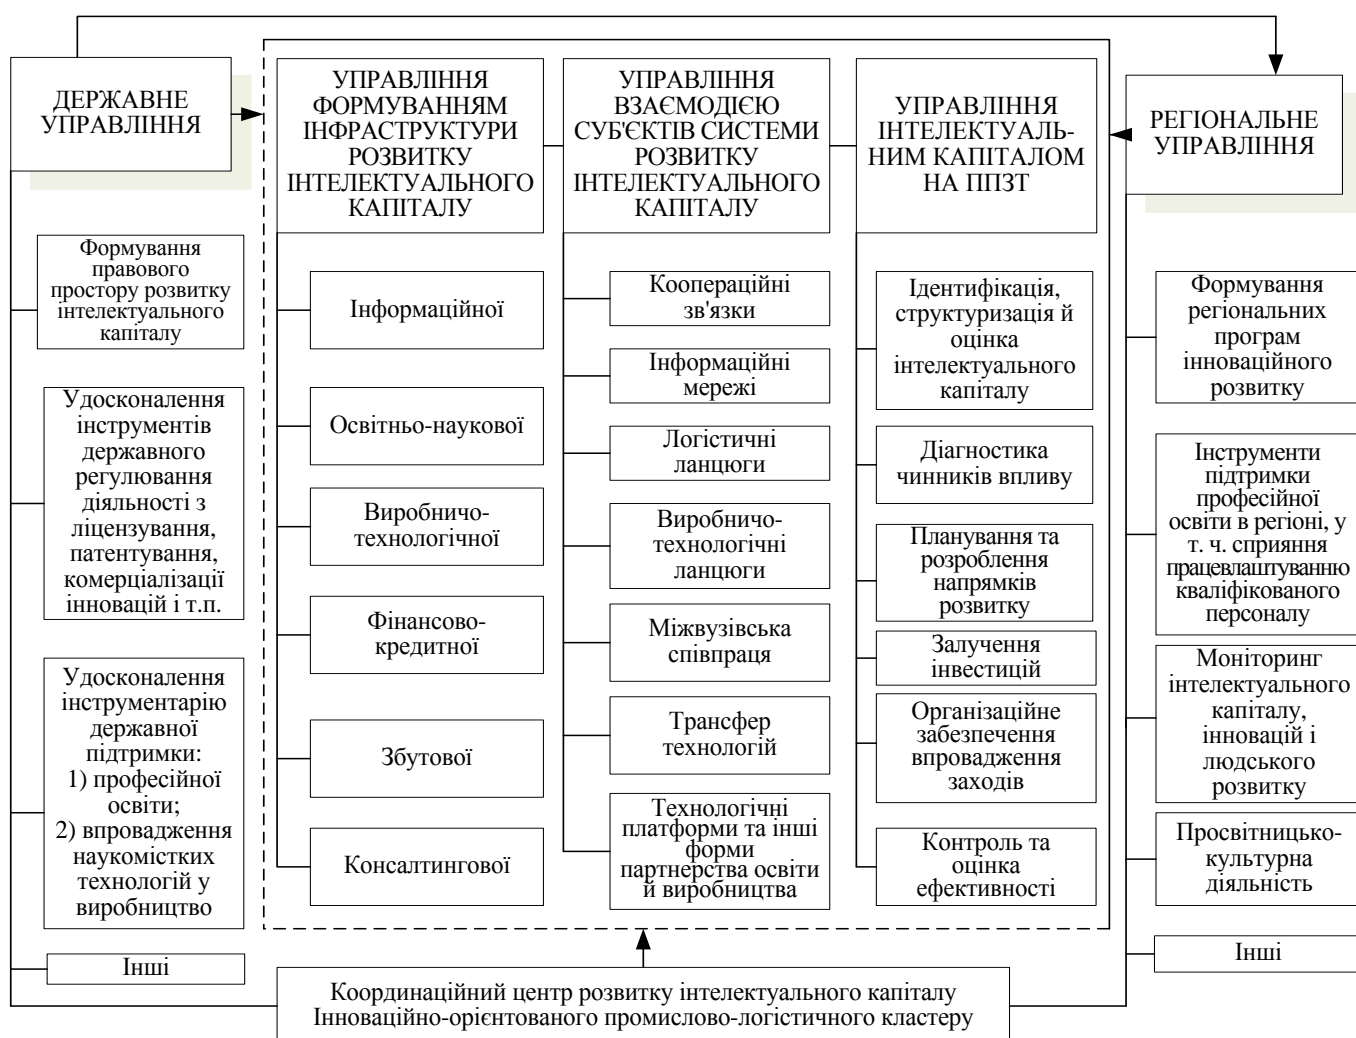 ДЕРЖАВНЕ
УПРАВЛІННЯ
Формування
правового
простору розвитку
інтелектуального
капіталу
Удосконалення
інструментів
державного
регулювання
діяльності з
ліцензування,
патентування,
комерціалізації
інновацій і т.п.
Удосконалення
інструментарію
державної
підтримки:
1) професійної
освіти;
2) впровадження
наукомістких
технологій у
виробництво
Інші
УПРАВЛІННЯ
ФОРМУВАННЯМ
ІНФРАСТРУКТУРИ
РОЗВИТКУ
ІНТЕЛЕКТУАЛЬНОГО
КАПІТАЛУ
Інформаційної
Освітньо-наукової
Виробничо-
технологічної
Фінансово-
кредитної
Збутової
Консалтингової
УПРАВЛІННЯ
ВЗАЄМОДІЄЮ
СУБ'ЄКТІВ СИСТЕМИ
РОЗВИТКУ
ІНТЕЛЕКТУАЛЬНОГО
КАПІТАЛУ
Коопераційні
зв'язки
Інформаційні
мережі
Логістичні
ланцюги
Виробничо-
технологічні
ланцюги
Міжвузівська
співпраця
Трансфер
технологій
Технологічні
платформи та інші
форми
партнерства освіти
й виробництва
УПРАВЛІННЯ
ІНТЕЛЕКТУАЛЬ-
НИМ КАПІТАЛОМ
НА ППЗТ
Ідентифікація,
структуризація й
оцінка
інтелектуального
капіталу
Діагностика
чинників впливу
Планування та
розроблення
напрямків
розвитку
Залучення
інвестицій
Організаційне
забезпечення
впровадження
заходів
Контроль та
оцінка
ефективності
РЕГІОНАЛЬНЕ
УПРАВЛІННЯ
Формування
регіональних
програм
інноваційного
розвитку
Інструменти
підтримки
професійної
освіти в регіоні, у
т. ч. сприяння
працевлаштуванню
кваліфікованого
персоналу
Моніторинг
інтелектуального
капіталу,
інновацій і
людського
розвитку
Просвітницько-
культурна
діяльність
Інші
Координаційний центр розвитку інтелектуального капіталу
Інноваційно-орієнтованого промислово-логістичного кластеру